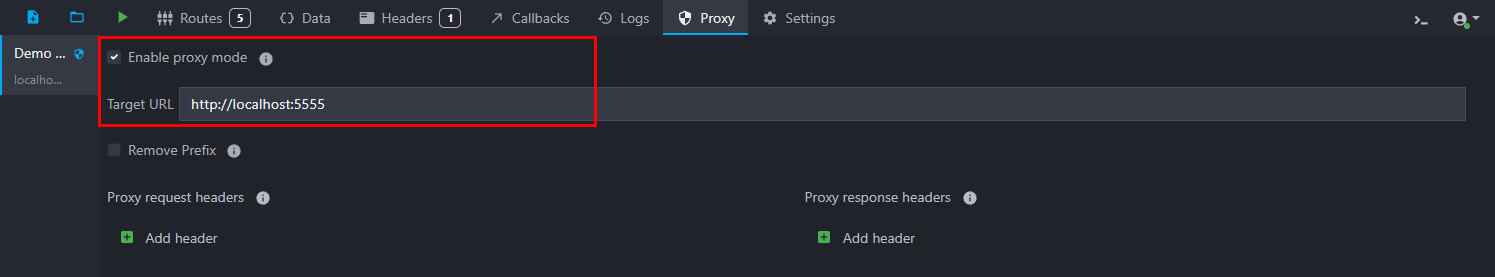 Routes 5 Data Headers 1 Callbacks Logs Proxy Settings
Demo ...
localho...
Enable proxy mode
Target URL http://localhost:5555
Remove Prefix
Proxy request headers Proxy response headers
Add header Add header